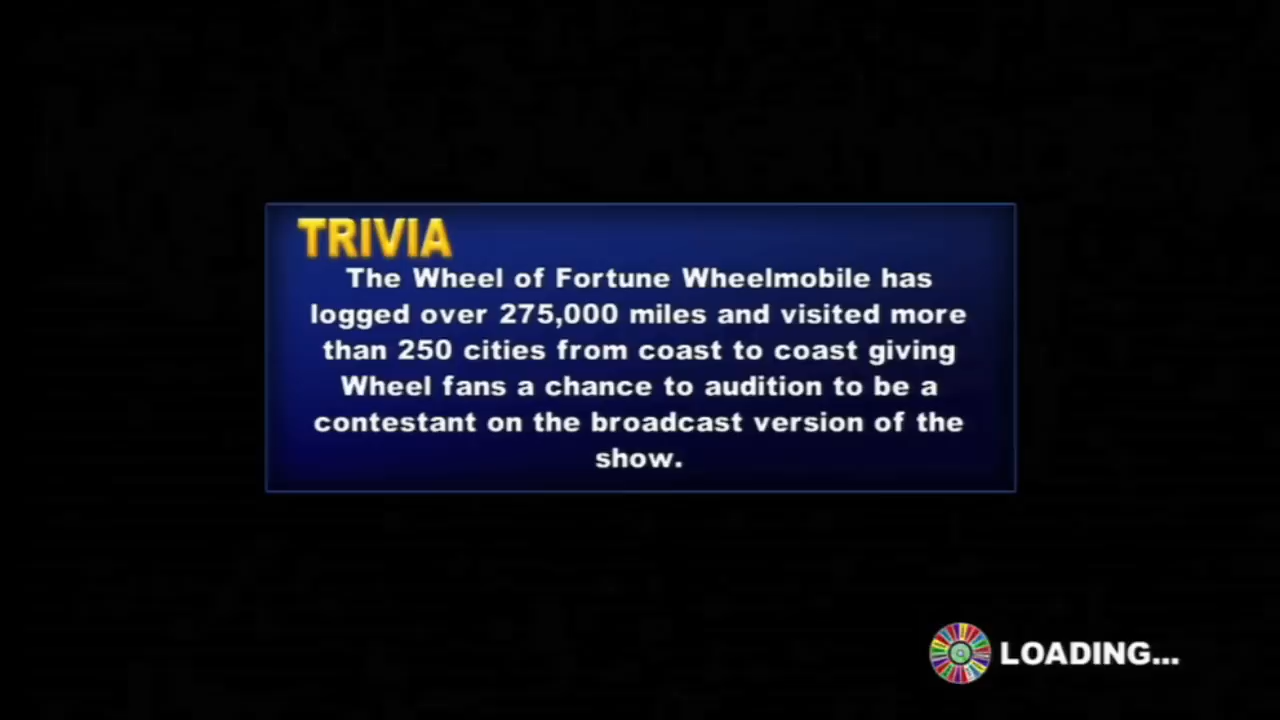 TRIVIA
The Wheel of Fortune Wheelmobile has
logged over 275,000 miles and visited more
than 250 cities from coast to coast giving
Wheel fans a chance to audition to be a
contestant on the broadcast version of the
show.
LOADING...